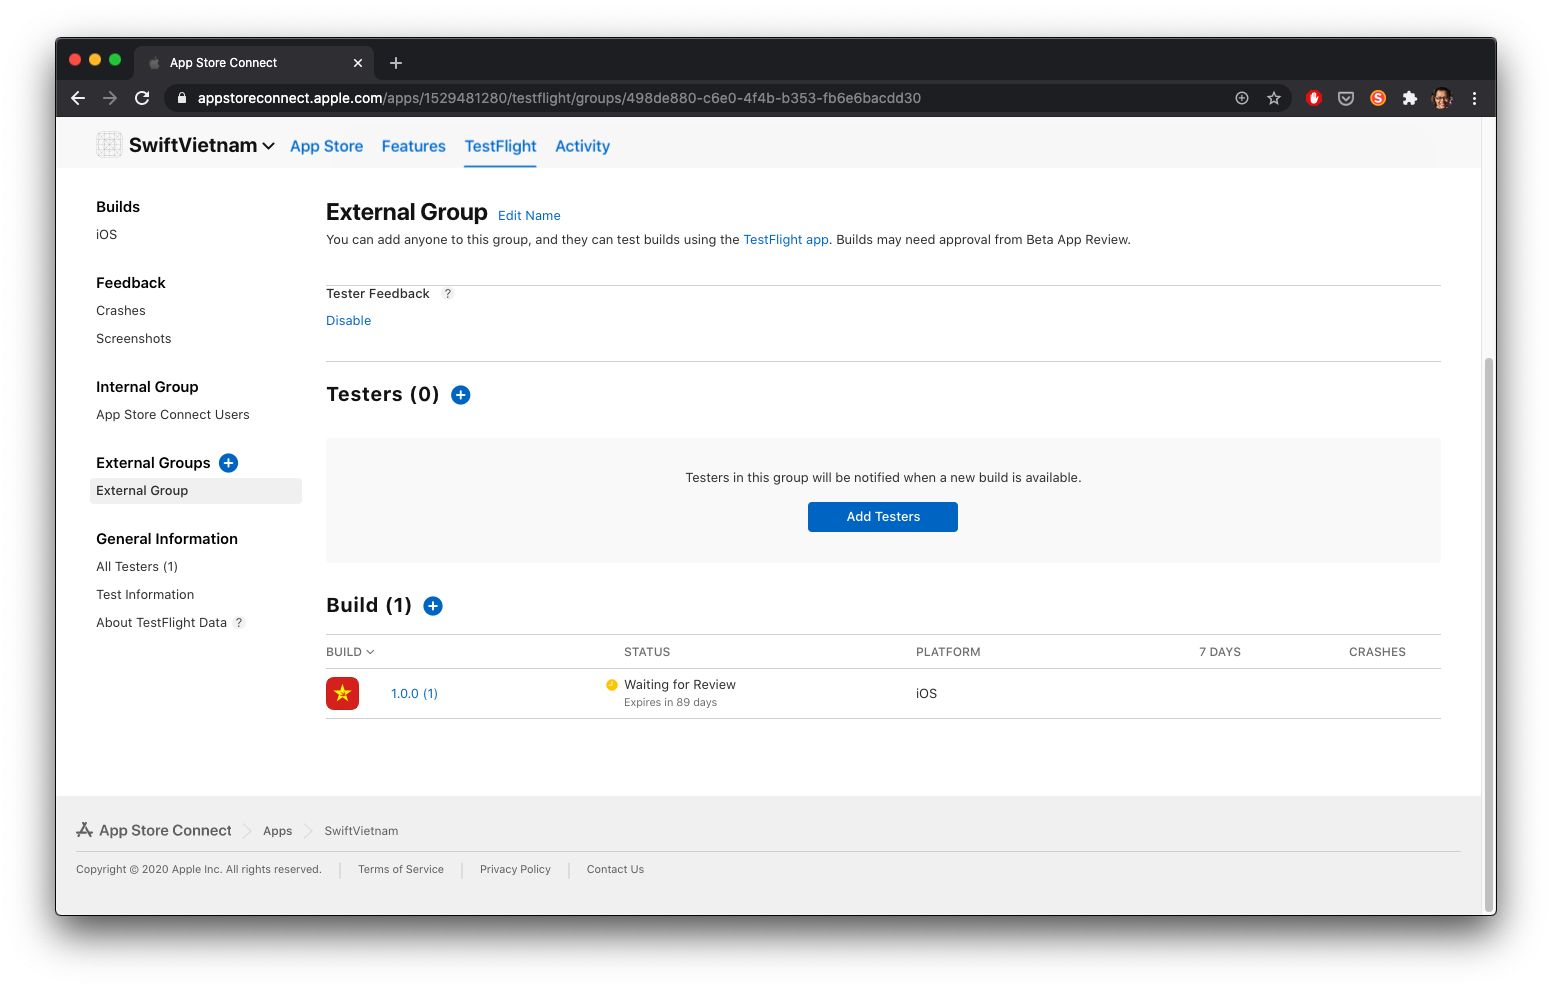 App Store Connect
appstoreconnect.apple.com/apps/1529481280/testflight/groups/498de880-c6e0-4f4b-b353-fb6e6bacdd30
SwiftVietnam App Store Features TestFlight Activity
Builds
iOS
Feedback
Crashes
Screenshots
Internal Group
App Store Connect Users
External Groups
External Group
General Information
All Testers (1)
Test Information
About TestFlight Data ?
External Group Edit Name
You can add anyone to this group, and they can test builds using the TestFlight app. Builds may need approval from Beta App Review.
Tester Feedback ?
Disable
Testers (0)
Testers in this group will be notified when a new build is available.
Add Testers
Build (1)
BUILD STATUS PLATFORM 7 DAYS CRASHES
1.0.0 (1) Waiting for Review iOS
Expires in 89 days
App Store Connect Apps SwiftVietnam
Copyright © 2020 Apple Inc. All rights reserved. Terms of Service Privacy Policy Contact Us